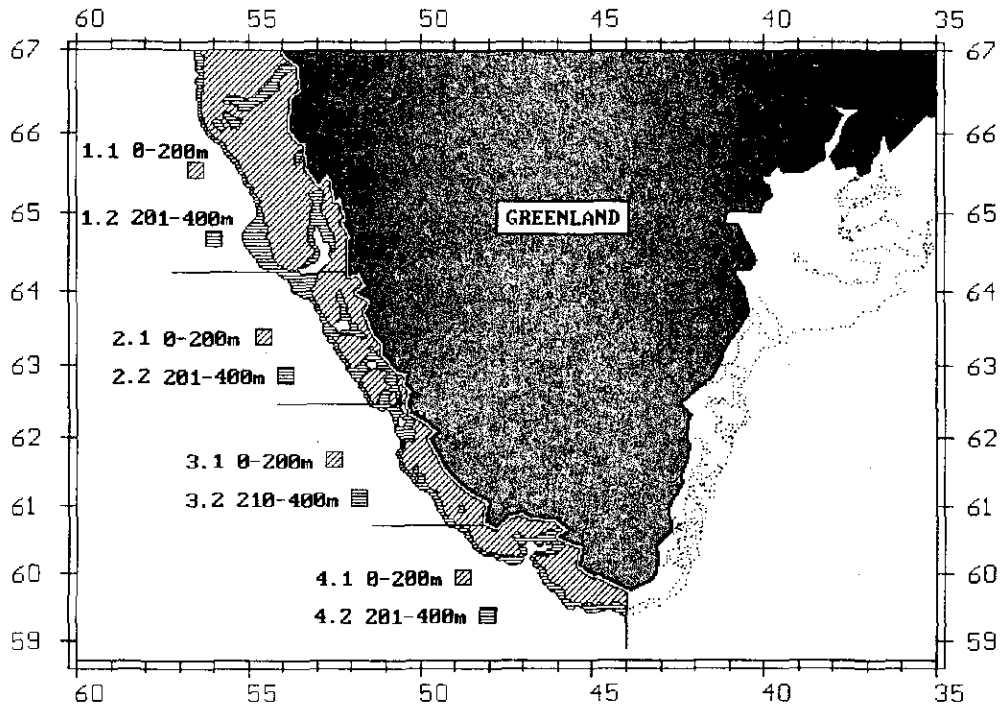 60 55 50 45 40 35
67 67
66 66
1.1 0-200m
65 GREENLAND 65
1.2 201-400m
64 64
2.1 0-200m
63 63
2.2 201-400m
62 62
3.1 0-200m
3.2 210-400m
61 61
60 60
4.1 0-200m
4.2 201-400m
59 59
60 55 50 45 40 35